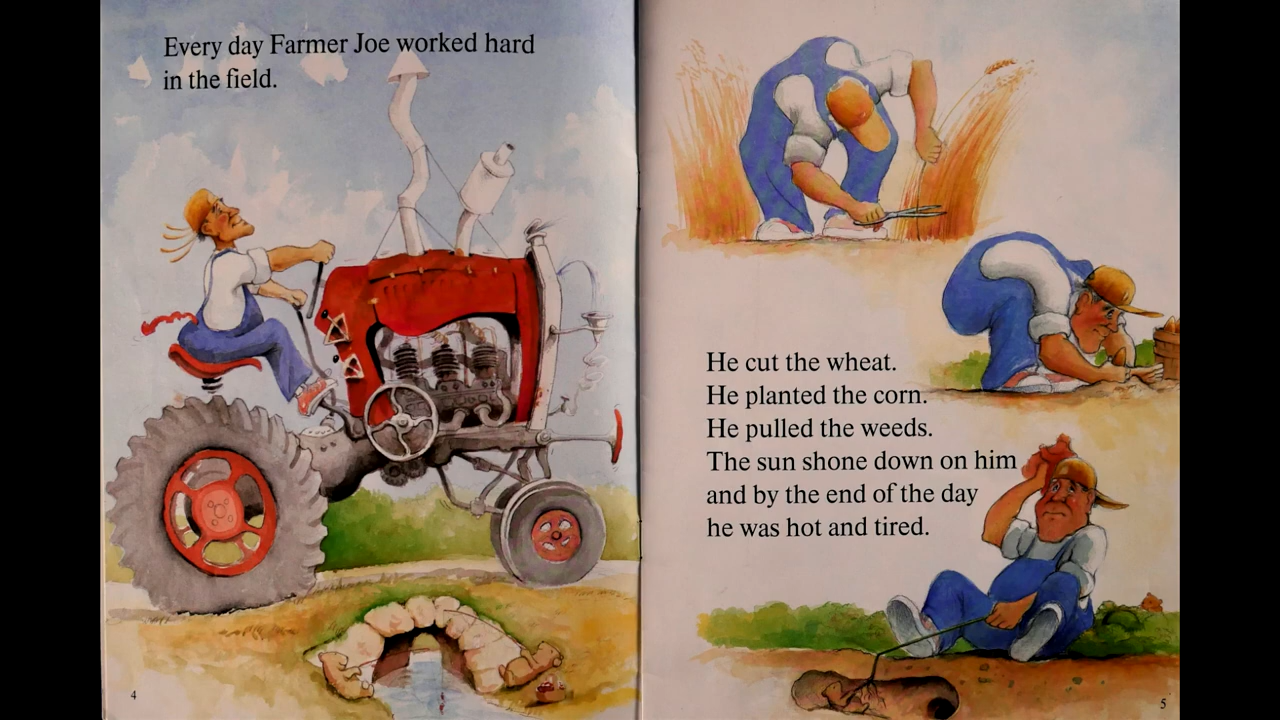 Every day Farmer Joe worked hard
in the field.
4
He cut the wheat.
He planted the corn.
He pulled the weeds.
The sun shone down on him
and by the end of the day
he was hot and tired.
5